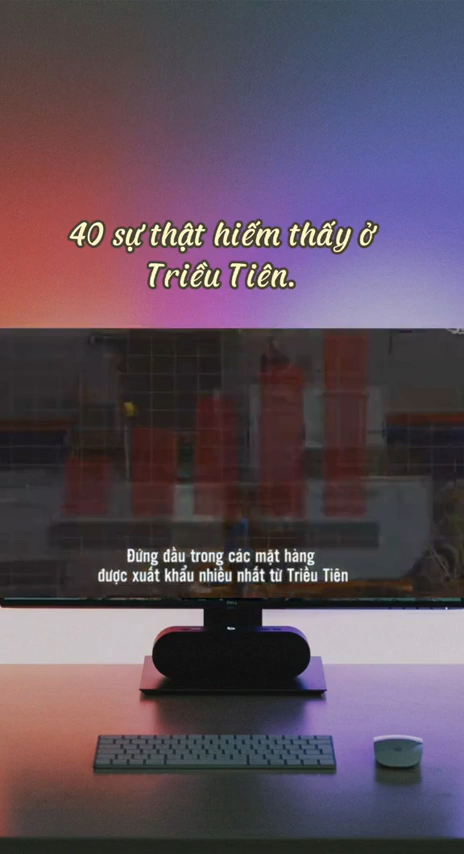 40 sự thật hiếm thấy ở
Triều Tiên.
Đứng đầu trong các mặt hàng
được xuất khẩu nhiều nhất từ Triều Tiên
DELL